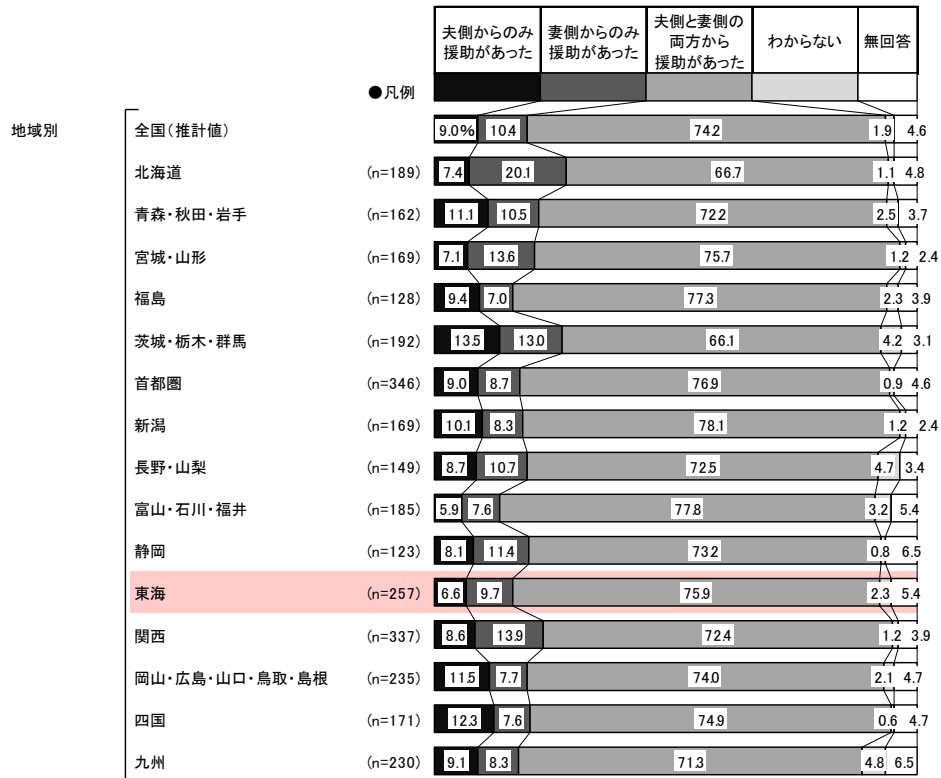 夫側からのみ
援助があった
妻側からのみ
援助があった
夫側と妻側の
両方から
援助があった
わからない
無回答
●凡例
地域別
全国(推計値) 9.0% 10.4 74.2 1.9 4.6
北海道 (n=189) 7.4 20.1 66.7 1.1 4.8
青森・秋田・岩手 (n=162) 11.1 10.5 72.2 2.5 3.7
宮城・山形 (n=169) 7.1 13.6 75.7 1.2 2.4
福島 (n=128) 9.4 7.0 77.3 2.3 3.9
茨城・栃木・群馬 (n=192) 13.5 13.0 66.1 4.2 3.1
首都圏 (n=346) 9.0 8.7 76.9 0.9 4.6
新潟 (n=169) 10.1 8.3 78.1 1.2 2.4
長野・山梨 (n=149) 8.7 10.7 72.5 4.7 3.4
富山・石川・福井 (n=185) 5.9 7.6 77.8 3.2 5.4
静岡 (n=123) 8.1 11.4 73.2 0.8 6.5
東海 (n=257) 6.6 9.7 75.9 2.3 5.4
関西 (n=337) 8.6 13.9 72.4 1.2 3.9
岡山・広島・山口・鳥取・島根 (n=235) 11.5 7.7 74.0 2.1 4.7
四国 (n=171) 12.3 7.6 74.9 0.6 4.7
九州 (n=230) 9.1 8.3 71.3 4.8 6.5